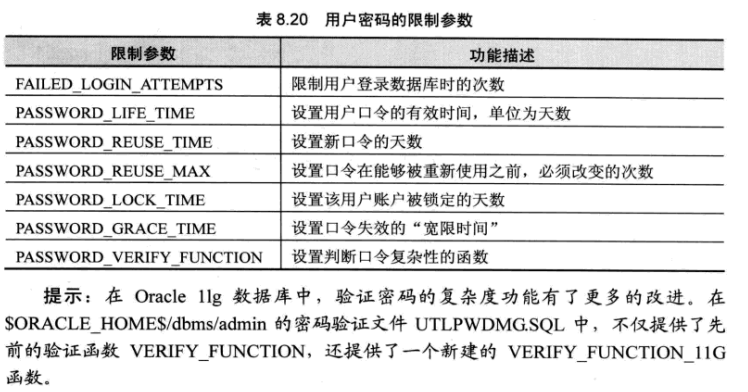 表 8.20 用户密码的限制参数
限制参数 功能描述
FAILED_LOGIN_ATTEMPTS 限制用户登录数据库时的次数
PASSWORD_LIFE_TIME 设置用户口令的有效时间，单位为天数
PASSWORD_REUSE_TIME 设置新口令的天数
PASSWORD_REUSE_MAX 设置口令在能够被重新使用之前，必须改变的次数
PASSWORD_LOCK_TIME 设置该用户账户被锁定的天数
PASSWORD_GRACE_TIME 设置口令失效的“宽限时间”
PASSWORD_VERIFY_FUNCTION 设置判断口令复杂性的函数
提示：在 Oracle 11g 数据库中，验证密码的复杂度功能有了更多的改进。在
$ORACLE_HOME$/dbms/admin 的密码验证文件 UTLPWDMG.SQL 中，不仅提供了先
前的验证函数 VERIFY_FUNCTION，还提供了一个新建的 VERIFY_FUNCTION_11G
函数。